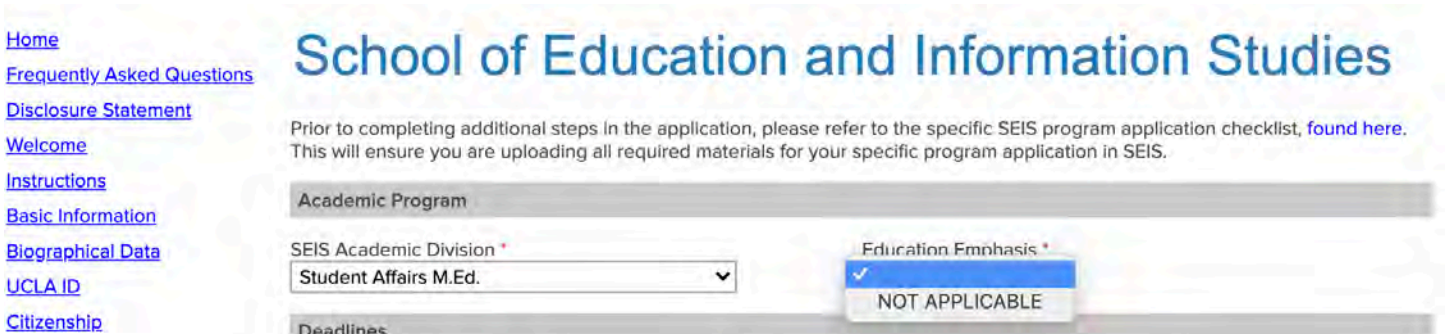 Home
Frequently Asked Questions
Disclosure Statement
Welcome
Instructions
Basic Information
Biographical Data
UCLA ID
Citizenship
School of Education and Information Studies
Prior to completing additional steps in the application, please refer to the specific SEIS program application checklist, found here.
This will ensure you are uploading all required materials for your specific program application in SEIS.
Academic Program
SEIS Academic Division *
Student Affairs M.Ed.
Education Emphasis *
NOT APPLICABLE
Deadlines